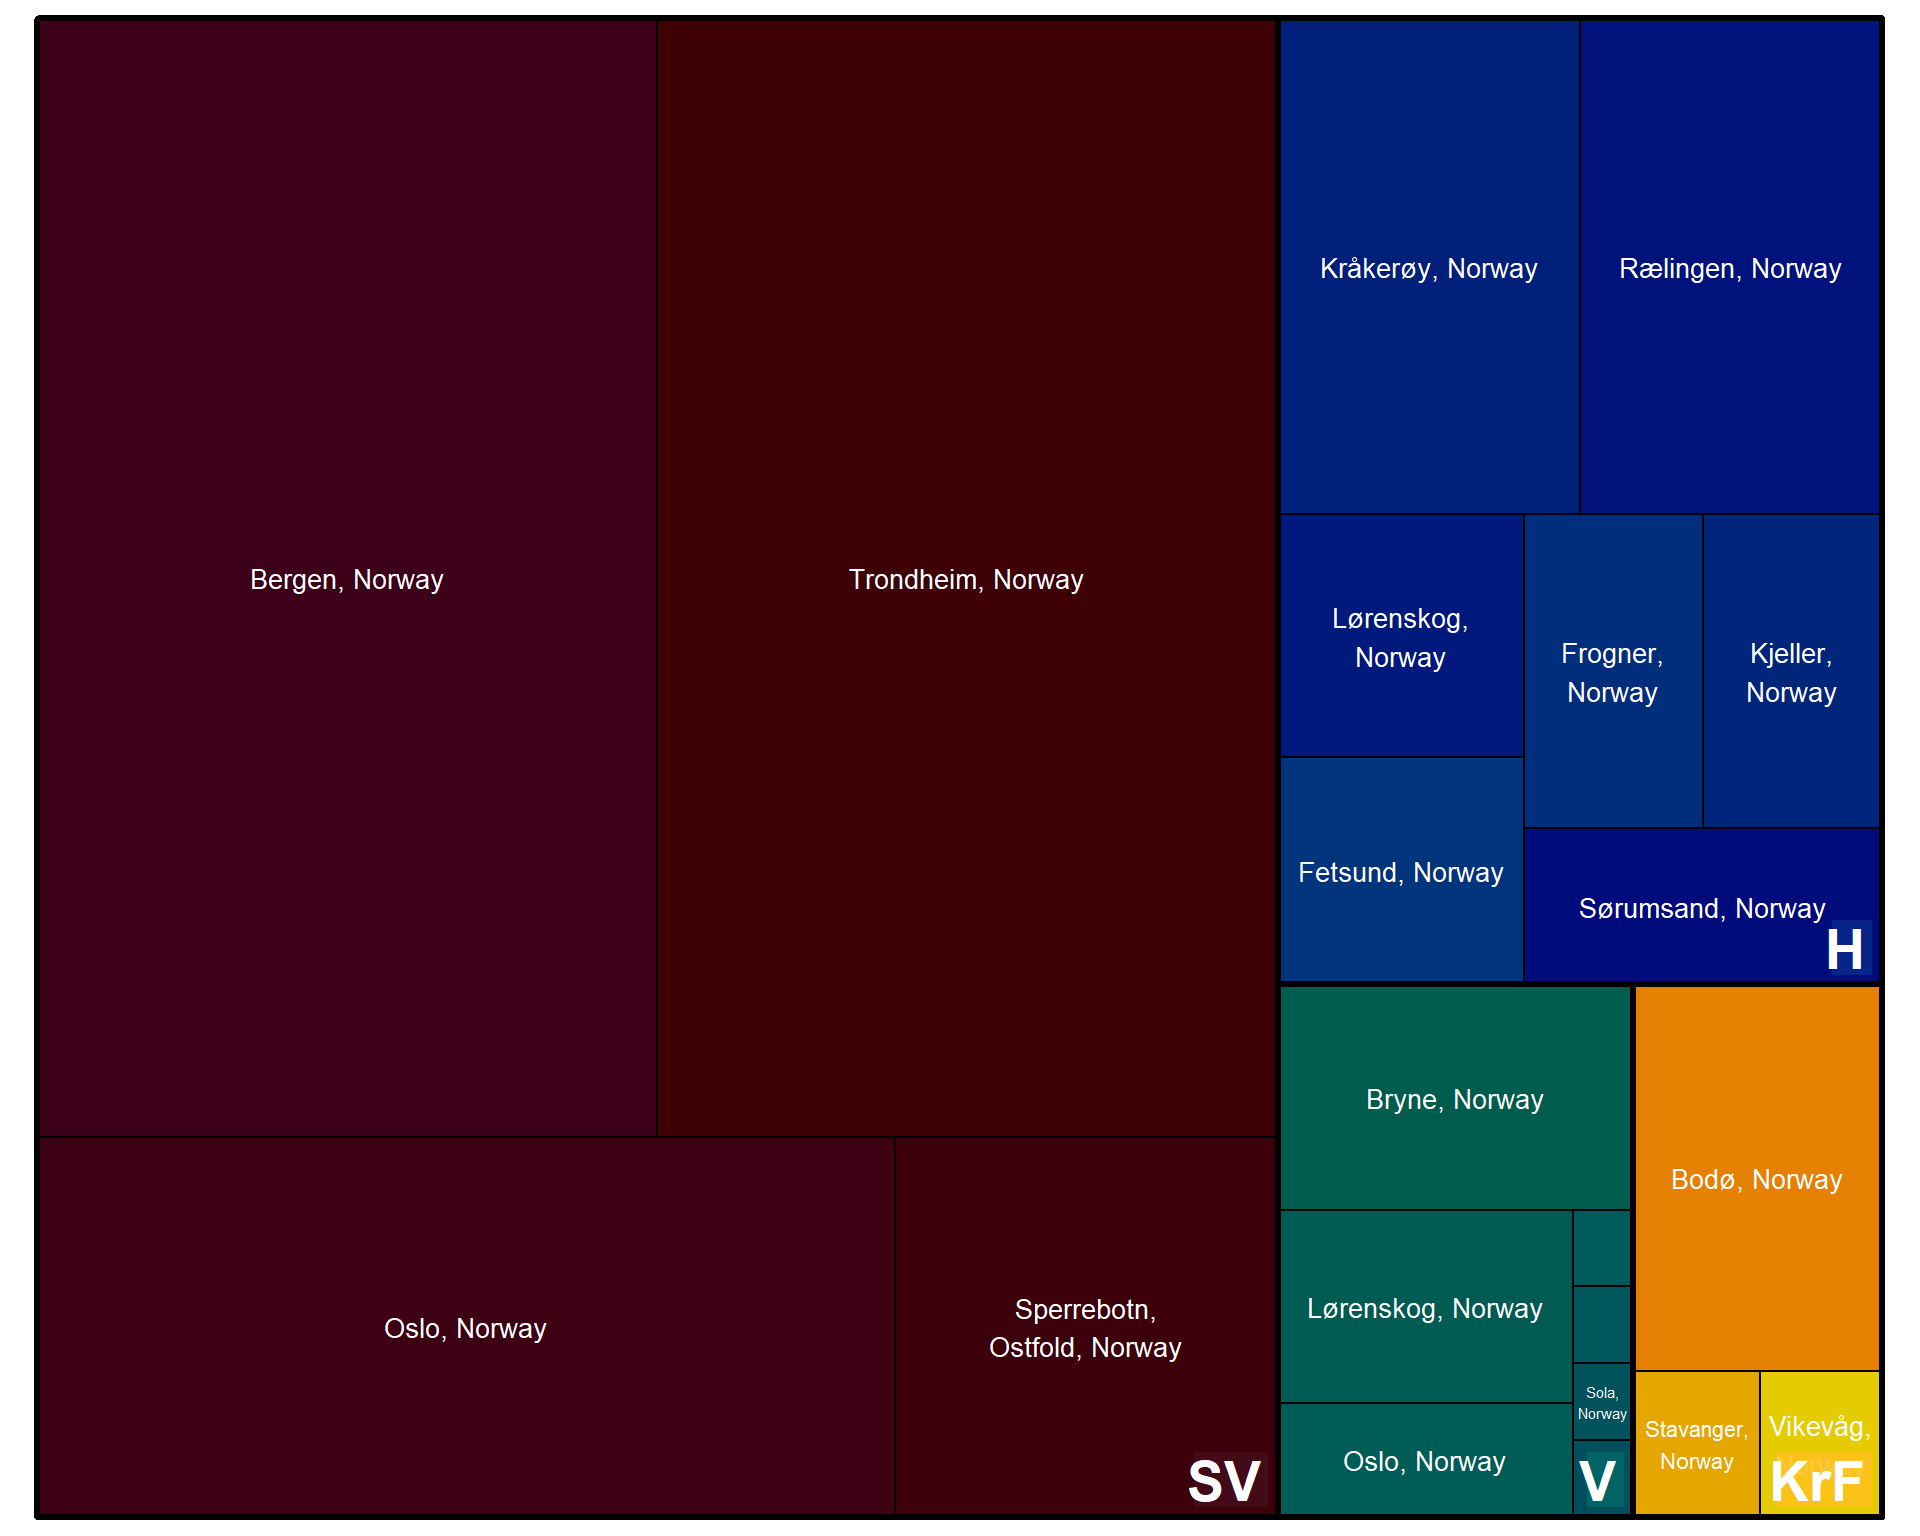 Bergen, Norway
Trondheim, Norway
Oslo, Norway
Sperrebotn,
Ostfold, Norway
SV
Kråkerøy, Norway
Rælingen, Norway
Lørenskog,
Norway
Frogner,
Norway
Kjeller,
Norway
Fetsund, Norway
Sørumsand, Norway
H
Bryne, Norway
Lørenskog, Norway
Sola,
Norway
Oslo, Norway
V
Bodø, Norway
Stavanger,
Norway
Vikevåg,
KrF